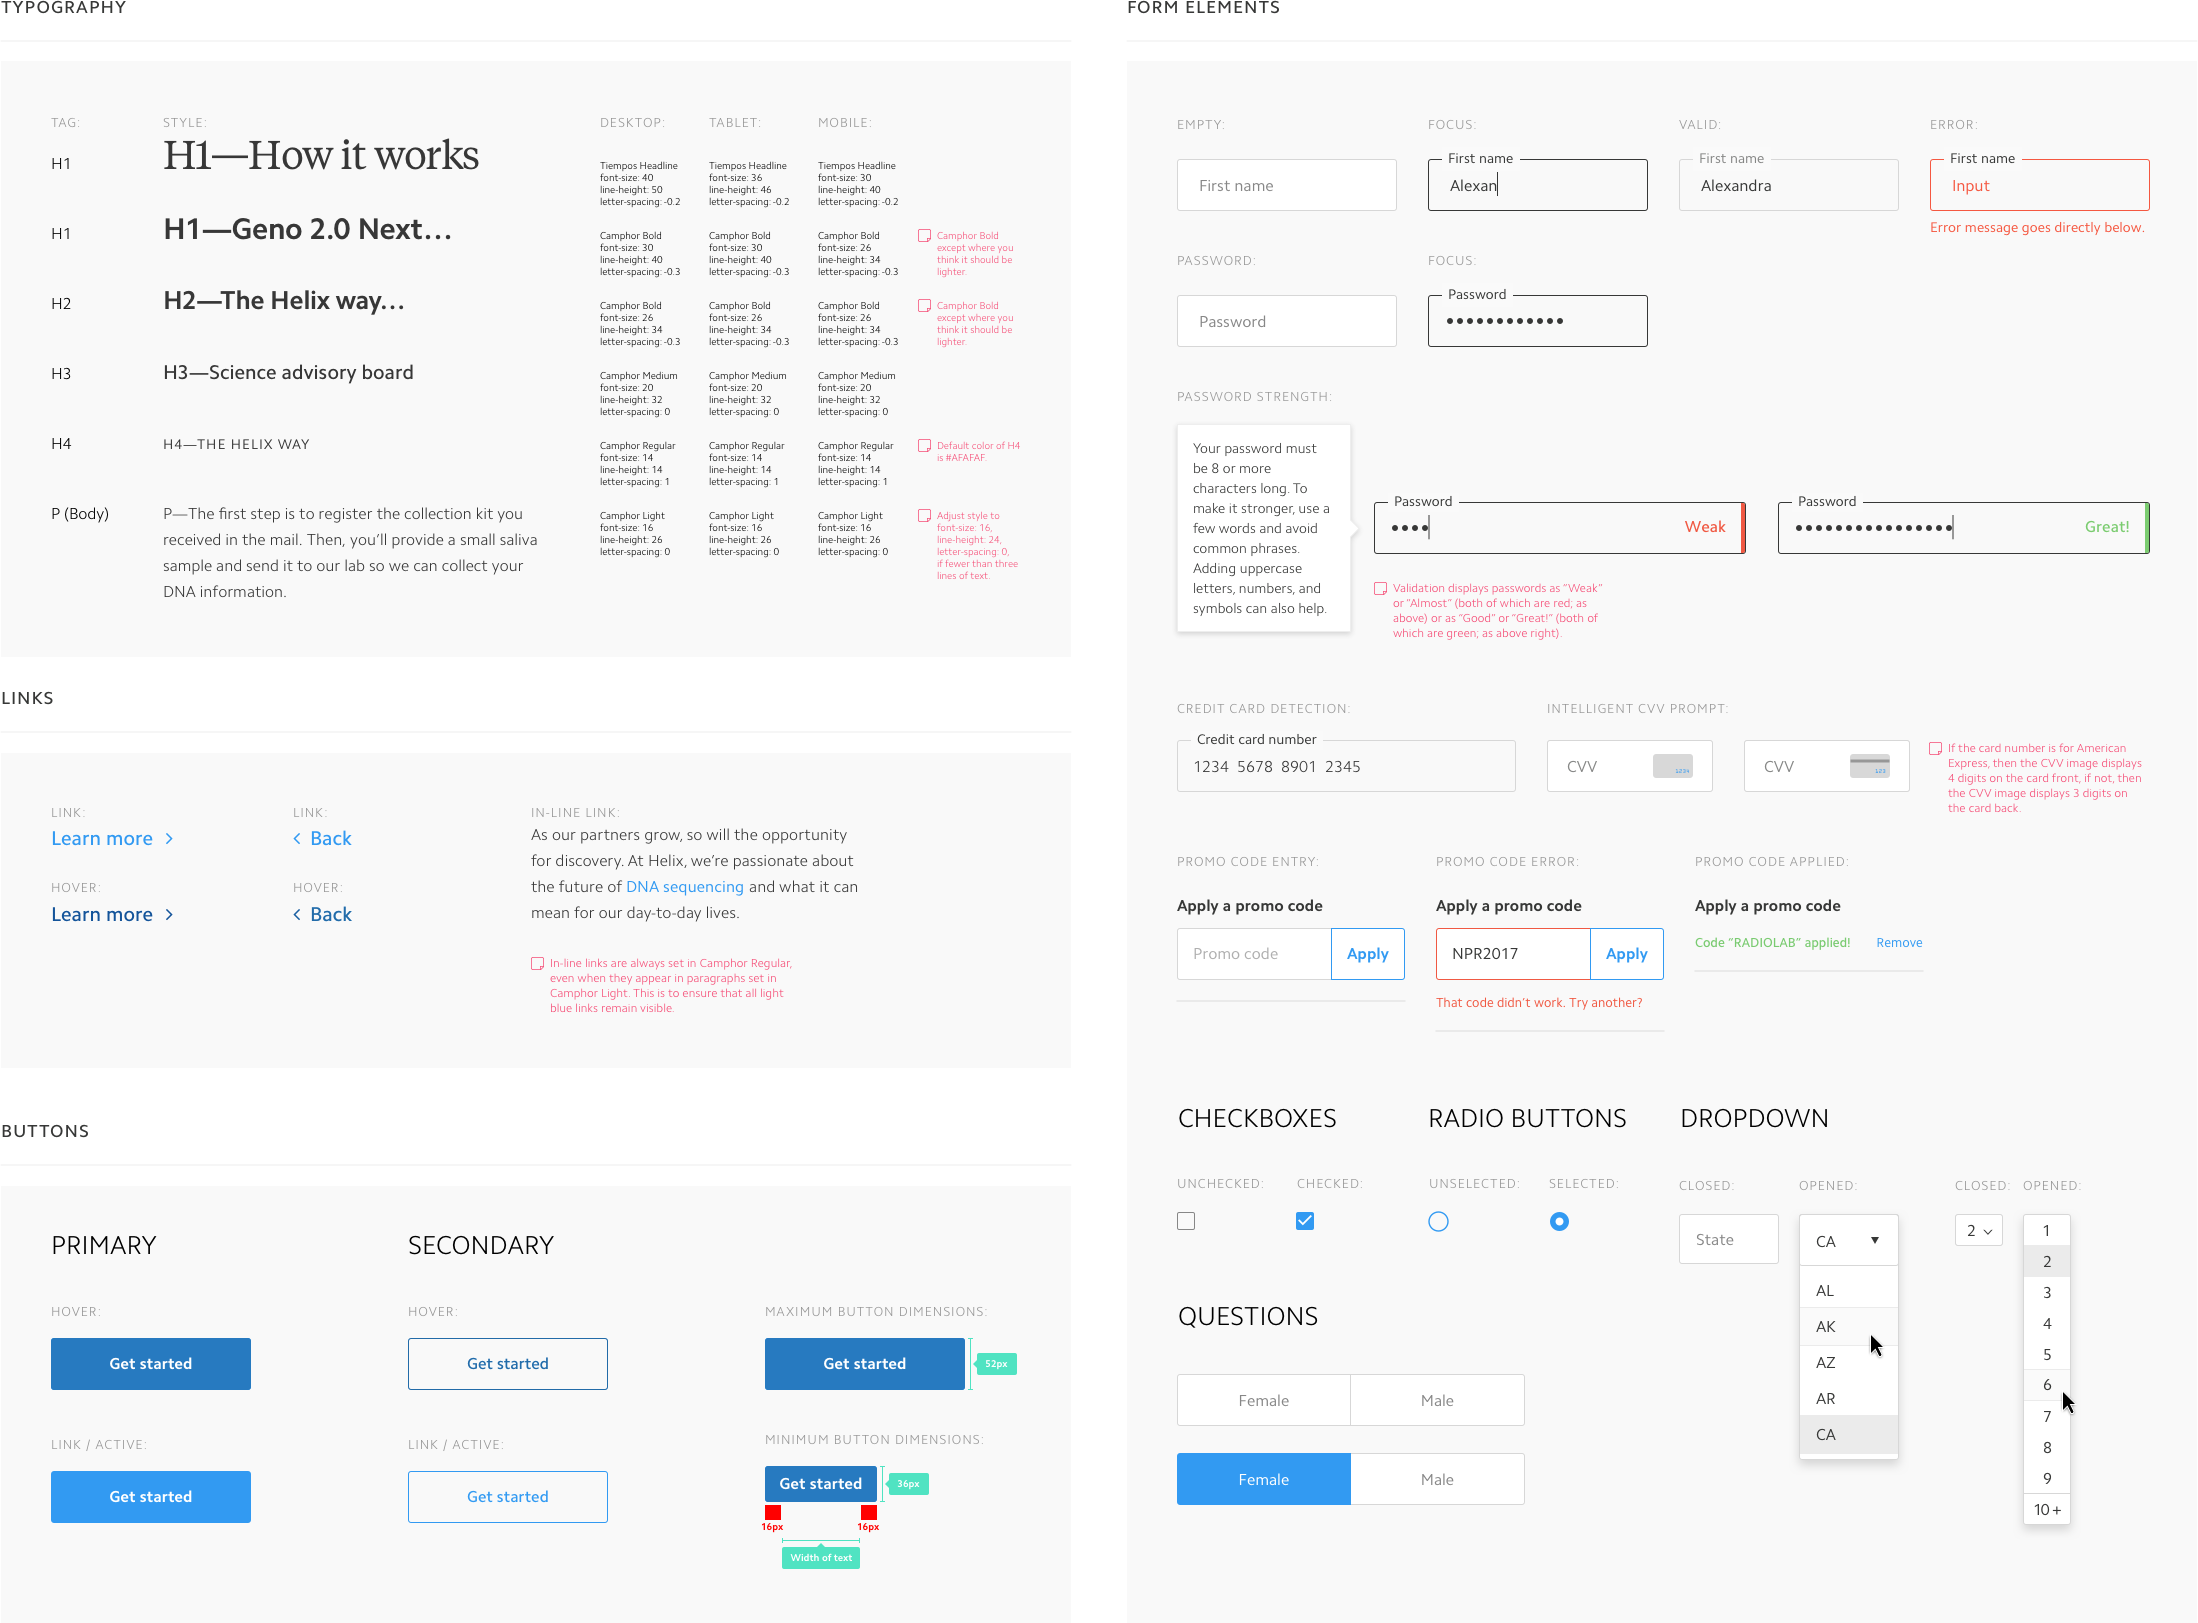 TYPOGRAPHY
TAG:
STYLE:
DESKTOP:
TABLET:
MOBILE:
H1
H1—How it works
Tiempos Headline
font-size: 40
line-height: 50
letter-spacing: -0.2
Tiempos Headline
font-size: 36
line-height: 46
letter-spacing: -0.2
Tiempos Headline
font-size: 30
line-height: 40
letter-spacing: -0.2
H1
H1—Geno 2.0 Next...
Camphor Bold
font-size: 30
line-height: 40
letter-spacing: -0.3
Camphor Bold
font-size: 30
line-height: 40
letter-spacing: -0.3
Camphor Bold
font-size: 26
line-height: 34
letter-spacing: -0.3
Camphor Bold
except where you
think it should be
lighter.
H2
H2—The Helix way...
Camphor Bold
font-size: 26
line-height: 34
letter-spacing: -0.3
Camphor Bold
font-size: 26
line-height: 34
letter-spacing: -0.3
Camphor Bold
font-size: 26
line-height: 34
letter-spacing: -0.3
Camphor Bold
except where you
think it should be
lighter.
H3
H3—Science advisory board
Camphor Medium
font-size: 20
line-height: 32
letter-spacing: 0
Camphor Medium
font-size: 20
line-height: 32
letter-spacing: 0
Camphor Medium
font-size: 20
line-height: 32
letter-spacing: 0
H4
H4—THE HELIX WAY
Camphor Regular
font-size: 14
line-height: 14
letter-spacing: 1
Camphor Regular
font-size: 14
line-height: 14
letter-spacing: 1
Camphor Regular
font-size: 14
line-height: 14
letter-spacing: 1
Default color of H4
is #AFAFAF.
P (Body)
P—The first step is to register the collection kit you
received in the mail. Then, you'll provide a small saliva
sample and send it to our lab so we can collect your
DNA information.
Camphor Light
font-size: 16
line-height: 26
letter-spacing: 0
Camphor Light
font-size: 16
line-height: 26
letter-spacing: 0
Camphor Light
font-size: 16
line-height: 26
letter-spacing: 0
Adjust style to
font-size: 16,
line-height: 24,
letter-spacing: 0,
if fewer than three
lines of text.
LINKS
LINK:
Learn more
HOVER:
Learn more
LINK:
Back
HOVER:
Back
IN-LINE LINK:
As our partners grow, so will the opportunity
for discovery. At Helix, we're passionate about
the future of DNA sequencing and what it can
mean for our day-to-day lives.
In-line links are always set in Camphor Regular,
even when they appear in paragraphs set in
Camphor Light. This is to ensure that all light
blue links remain visible.
BUTTONS
PRIMARY
HOVER:
Get started
LINK / ACTIVE:
Get started
SECONDARY
HOVER:
Get started
LINK / ACTIVE:
Get started
MAXIMUM BUTTON DIMENSIONS:
Get started
52px
MINIMUM BUTTON DIMENSIONS:
Get started
36px
16px
16px
Width of text
FORM ELEMENTS
EMPTY:
First name
FOCUS:
First name
Alexan
VALID:
First name
Alexandra
ERROR:
First name
Input
Error message goes directly below.
PASSWORD:
Password
FOCUS:
Password
PASSWORD STRENGTH:
Your password must
be 8 or more
characters long. To
make it stronger, use a
few words and avoid
common phrases.
Adding uppercase
letters, numbers, and
symbols can also help.
Password
Weak
Password
Great!
Validation displays passwords as "Weak"
or "Almost" (both of which are red; as
above) or as "Good" or "Great!" (both of
which are green; as above right).
CREDIT CARD DETECTION:
Credit card number
1234 5678 8901 2345
INTELLIGENT CVV PROMPT:
CVV
1234
CVV
123
If the card number is for American
Express, then the CVV image displays
4 digits on the card front, if not, then
the CVV image displays 3 digits on
the card back.
PROMO CODE ENTRY:
Apply a promo code
Promo code
Apply
PROMO CODE ERROR:
Apply a promo code
NPR2017
Apply
That code didn't work. Try another?
PROMO CODE APPLIED:
Apply a promo code
Code "RADIOLAB" applied!
Remove
CHECKBOXES
UNCHECKED:
CHECKED:
RADIO BUTTONS
UNSELECTED:
SELECTED:
DROPDOWN
CLOSED:
State
OPENED:
CA
AL
AK
AZ
AR
CA
CLOSED:
2
OPENED:
1
2
3
4
5
6
7
8
9
10+
QUESTIONS
Female
Male
Female
Male